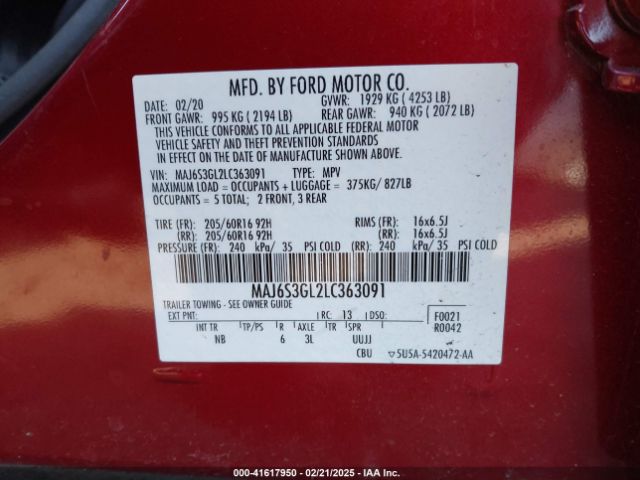 MFD. BY FORD MOTOR CO.
DATE: 02/20 GVWR: 1929 KG ( 4253 LB)
FRONT GAWR: 995 KG ( 2194 LB) REAR GAWR: 940 KG ( 2072 LB)
THIS VEHICLE CONFORMS TO ALL APPLICABLE FEDERAL MOTOR
VEHICLE SAFETY AND THEFT PREVENTION STANDARDS
IN EFFECT ON THE DATE OF MANUFACTURE SHOWN ABOVE.
VIN: MAJ6S3GL2LC363091 TYPE: MPV
MAXIMUM LOAD = OCCUPANTS + LUGGAGE = 375KG/ 827LB
OCCUPANTS = 5 TOTAL; 2 FRONT, 3 REAR
TIRE (FR): 205/60R16 92H RIMS (FR): 16x6.5J
(RR): 205/60R16 92H (RR): 16x6.5J
PRESSURE (FR): 240 kPa/ 35 PSI COLD (RR): 240 kPa/ 35 PSI COLD
MAJ6S3GL2LC363091
TRAILER TOWING - SEE OWNER GUIDE
EXT PNT: RC: 13 DSO: F0021
INT TR TP/PS R AXLE TR SPR R0042
NB 6 3L UUJJ
CBU 5U5A-5420472-AA
000-41617950 - 02/21/2025 - IAA Inc.